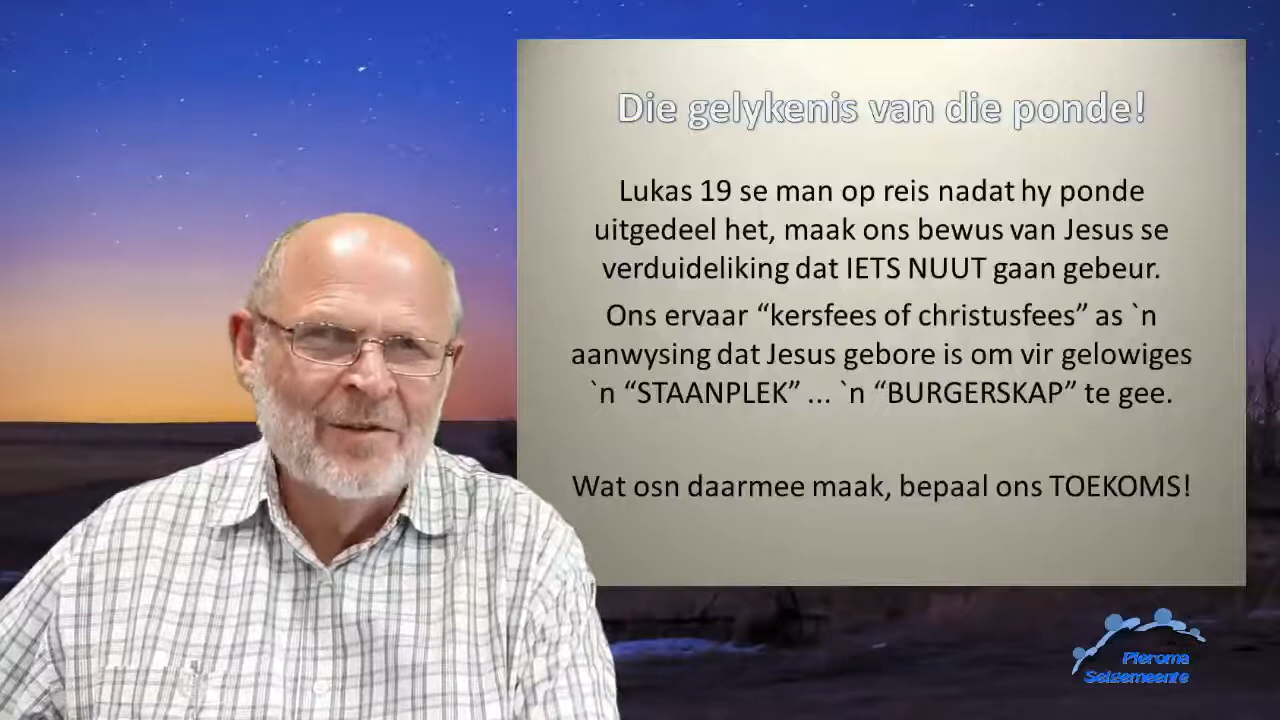 Die gelykenis van die ponde!
Lukas 19 se man op reis nadat hy ponde
uitgedeel het, maak ons bewus van Jesus se
verduideliking dat IETS NUUT gaan gebeur.
Ons ervaar “kersfees of christusfees” as `n
aanwysing dat Jesus gebore is om vir gelowiges
`n “STAANPLEK” ... `n “BURGERSKAP” te gee.
Wat osn daarmee maak, bepaal ons TOEKOMS!
Pleroma
Selgemeente